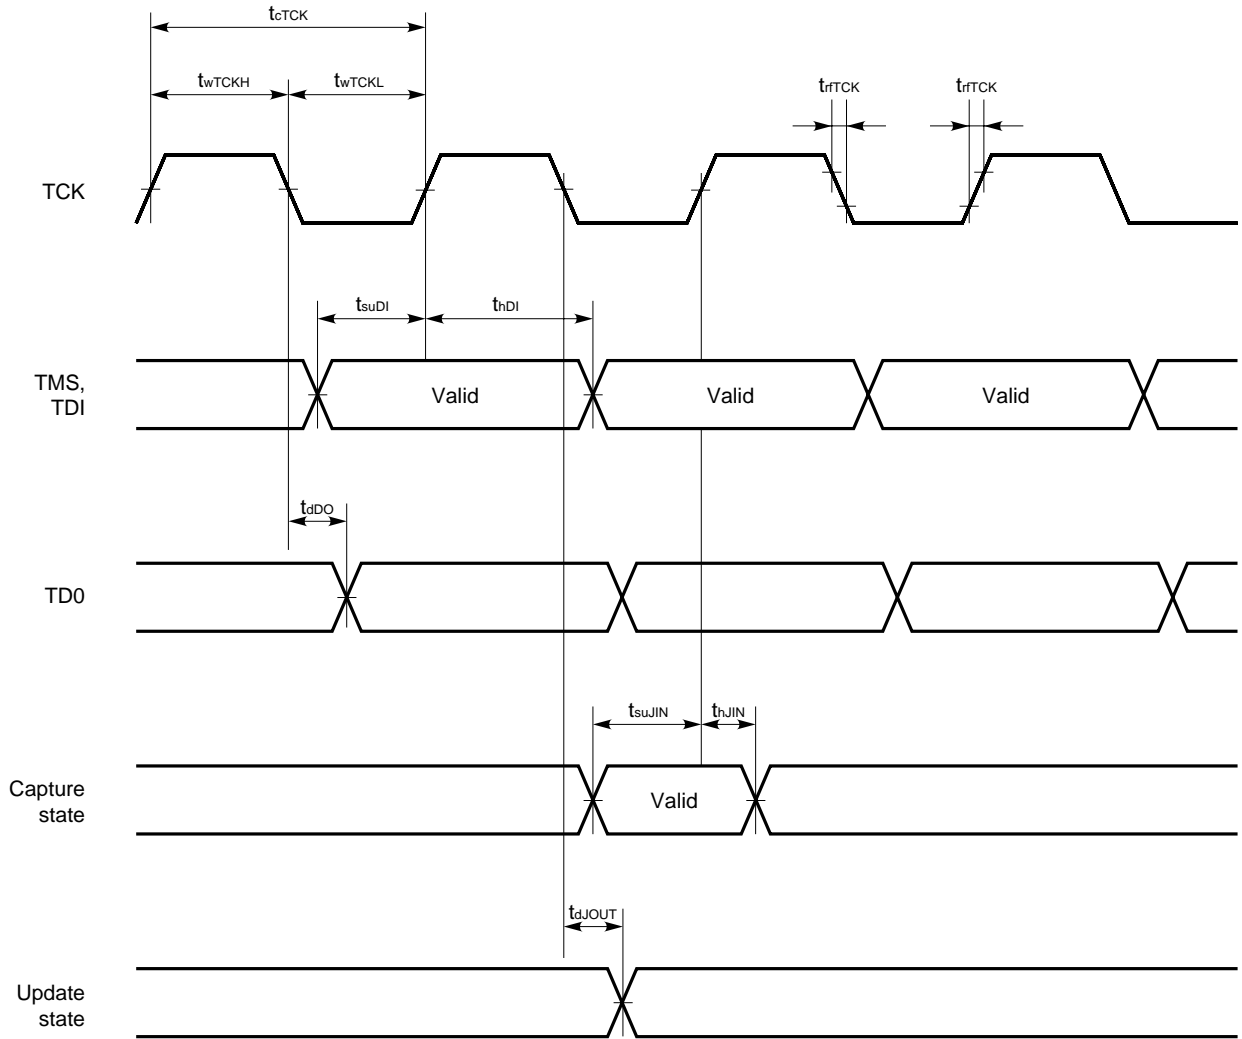 tcTCK
twTCKH
twTCKL
trfTCK
trfTCK
TCK
tsuDI
thDI
TMS,
TDI
Valid
Valid
Valid
tdDO
TD0
tsuJIN
thJIN
Capture
state
Valid
tdJOUT
Update
state